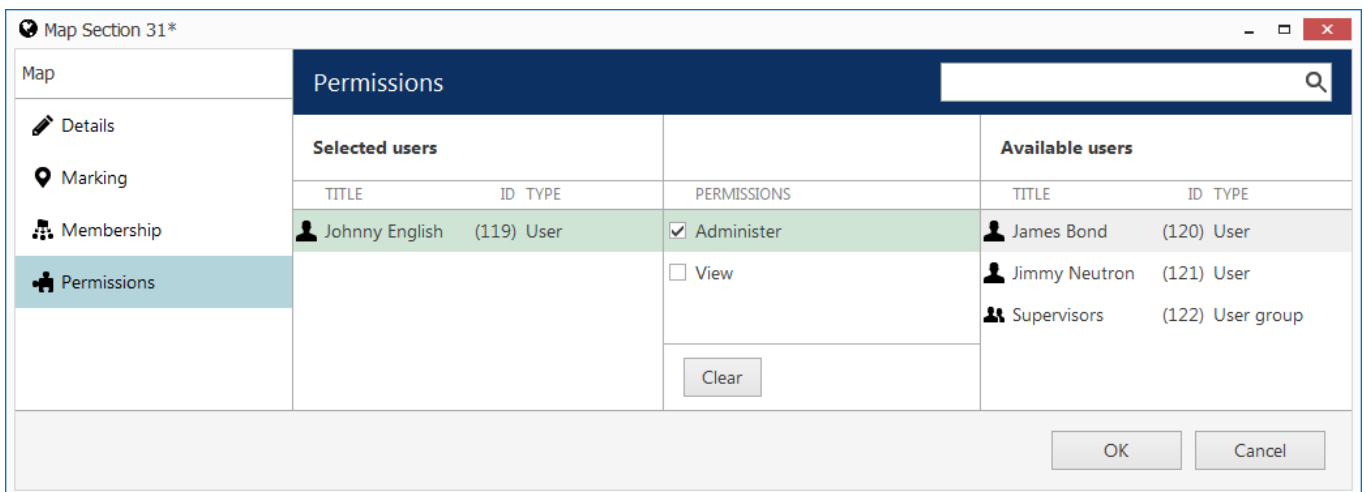 Map Section 31*
Map
Permissions
Details
Selected users
Available users
Marking
TITLE ID TYPE PERMISSIONS TITLE ID TYPE
Membership
Johnny English (119) User Administer James Bond (120) User
Permissions
View Jimmy Neutron (121) User
Supervisors (122) User group
Clear
OK Cancel